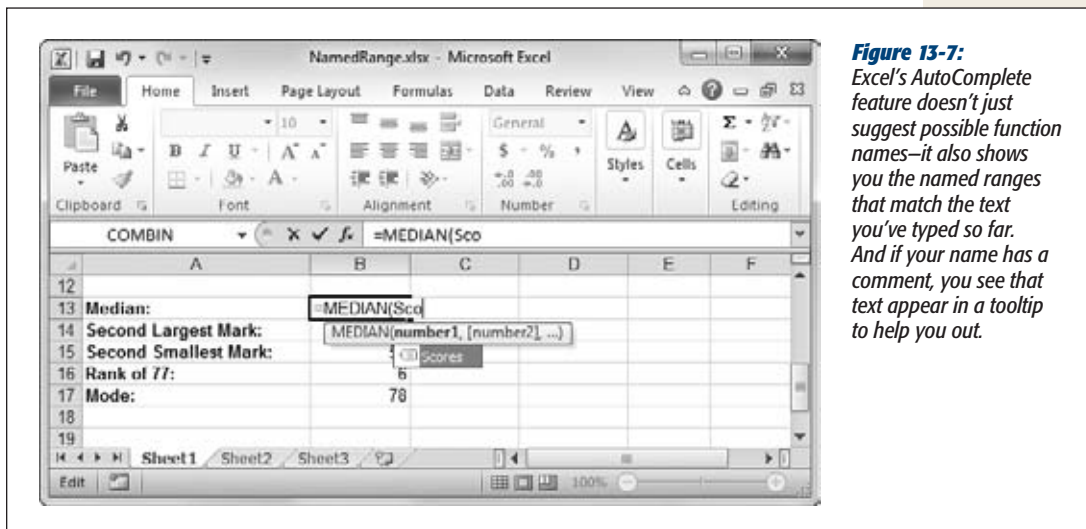 NamedRange.xlsx - Microsoft Excel
File Home Insert Page Layout Formulas Data Review View
Paste
10
B I U A A
A
General
$ % ,
Styles
Cells
Σ
Clipboard Font Alignment Number Editing
COMBIN fx =MEDIAN(Sco
A B C D E F
12
13 Median: =MEDIAN(Sco
14 Second Largest Mark: MEDIAN(number1, [number2], ...)
15 Second Smallest Mark: Scores
16 Rank of 77: 6
17 Mode: 78
18
19
Sheet1 Sheet2 Sheet3
Edit 100%
Figure 13-7:
Excel's AutoComplete
feature doesn't just
suggest possible function
names—it also shows
you the named ranges
that match the text
you've typed so far.
And if your name has a
comment, you see that
text appear in a tooltip
to help you out.